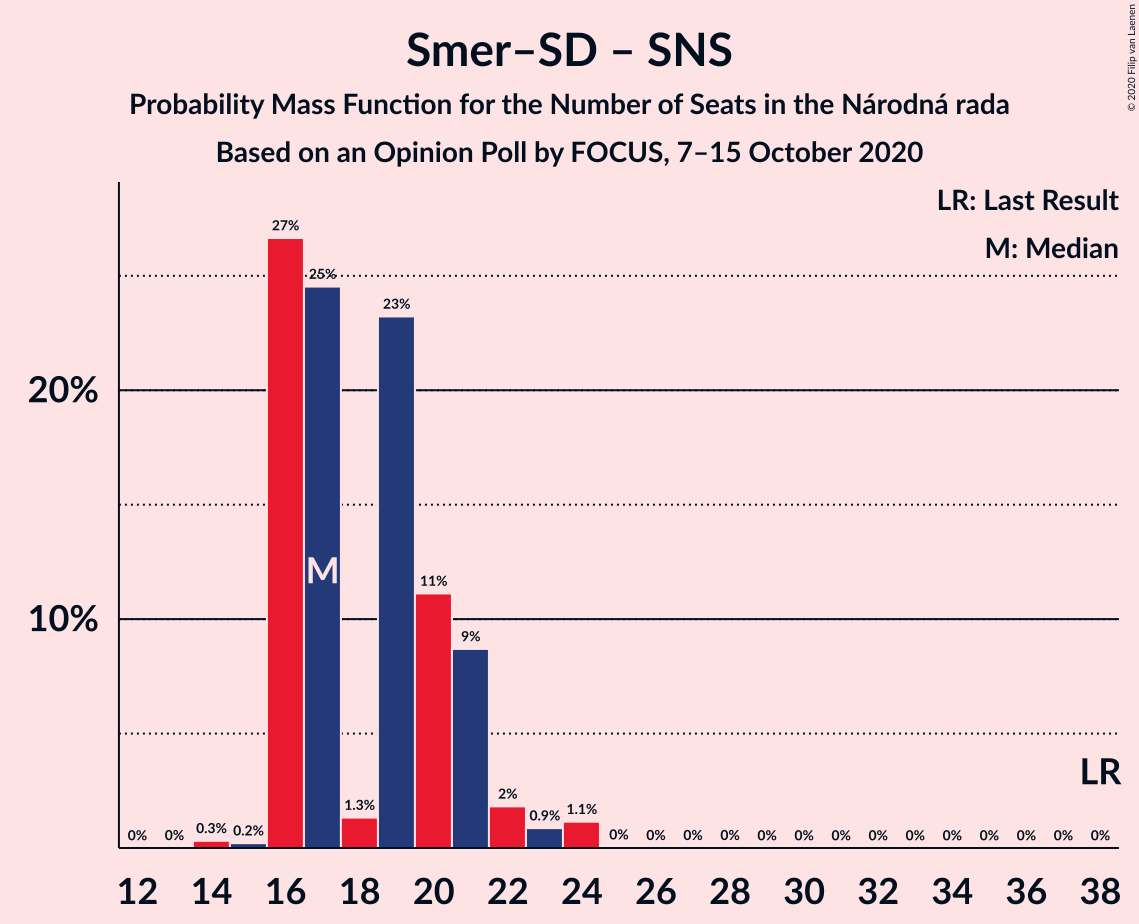 Smer–SD – SNS
Probability Mass Function for the Number of Seats in the Národná rada
Based on an Opinion Poll by FOCUS, 7–15 October 2020
© 2020 Filip van Laenen
LR: Last Result
M: Median
27%
25%
23%
20%
11%
10%
9%
M
LR
0% 0% 0.3% 0.2% 1.3% 2% 0.9% 1.1% 0% 0% 0% 0% 0% 0% 0% 0% 0% 0% 0% 0% 0% 0%
12 14 16 18 20 22 24 26 28 30 32 34 36 38